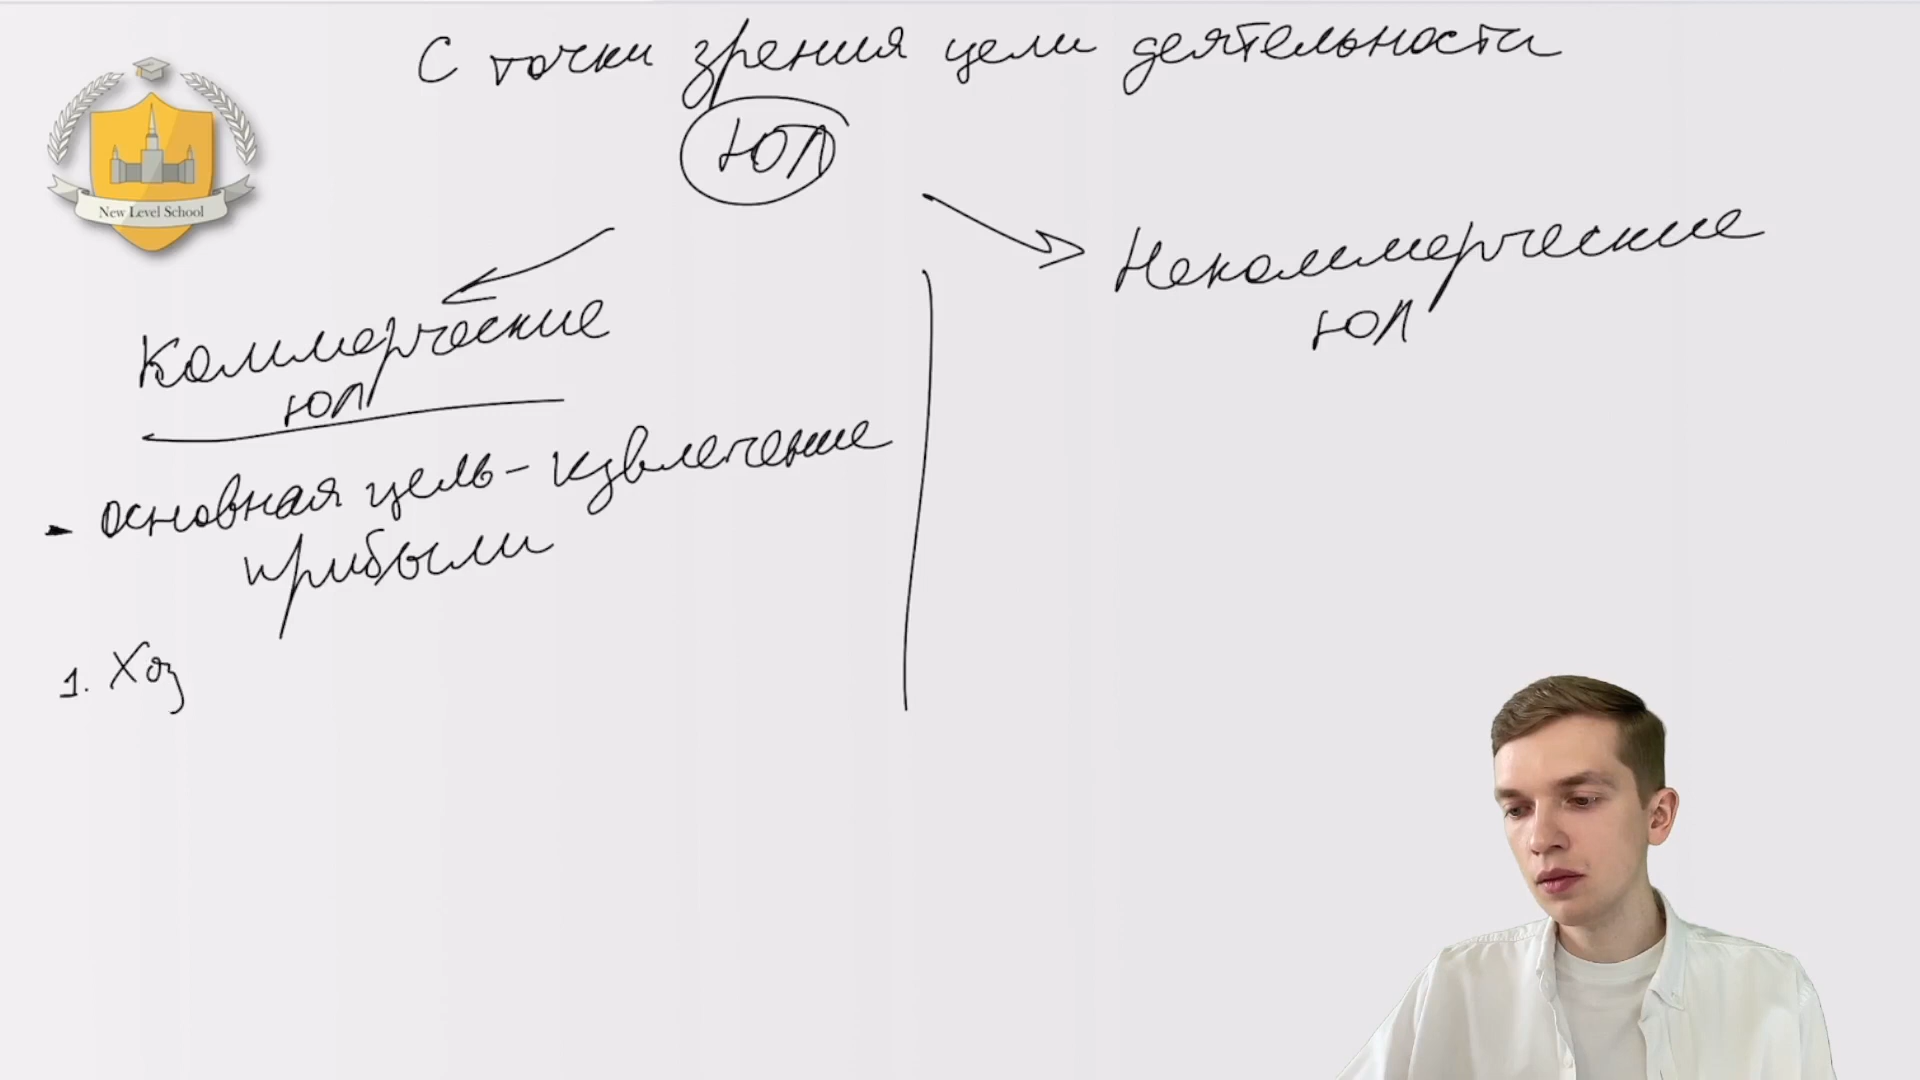 С точки зрения цели деятельности
ЮЛ
New Level School
Коммерческие
ЮЛ
Некоммерческие
ЮЛ
- основная цель - извлечение
прибыли
1. Хоз